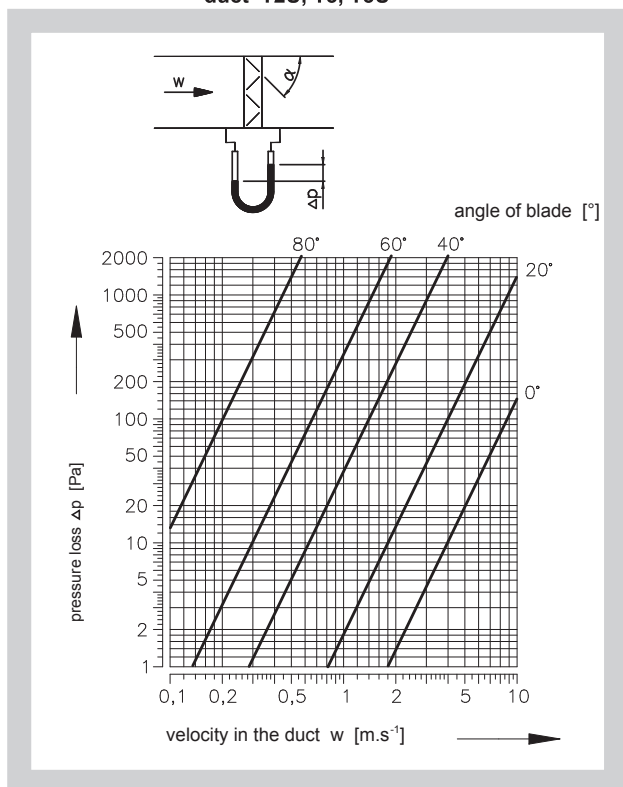 w
α
Δp
angle of blade [°]
80° 60° 40°
20°
0°
2000
1000
500
200
100
50
20
10
5
2
1
pressure loss Δp [Pa]
0,1 0,2 0,5 1 2 5 10
velocity in the duct w [m.s⁻¹]